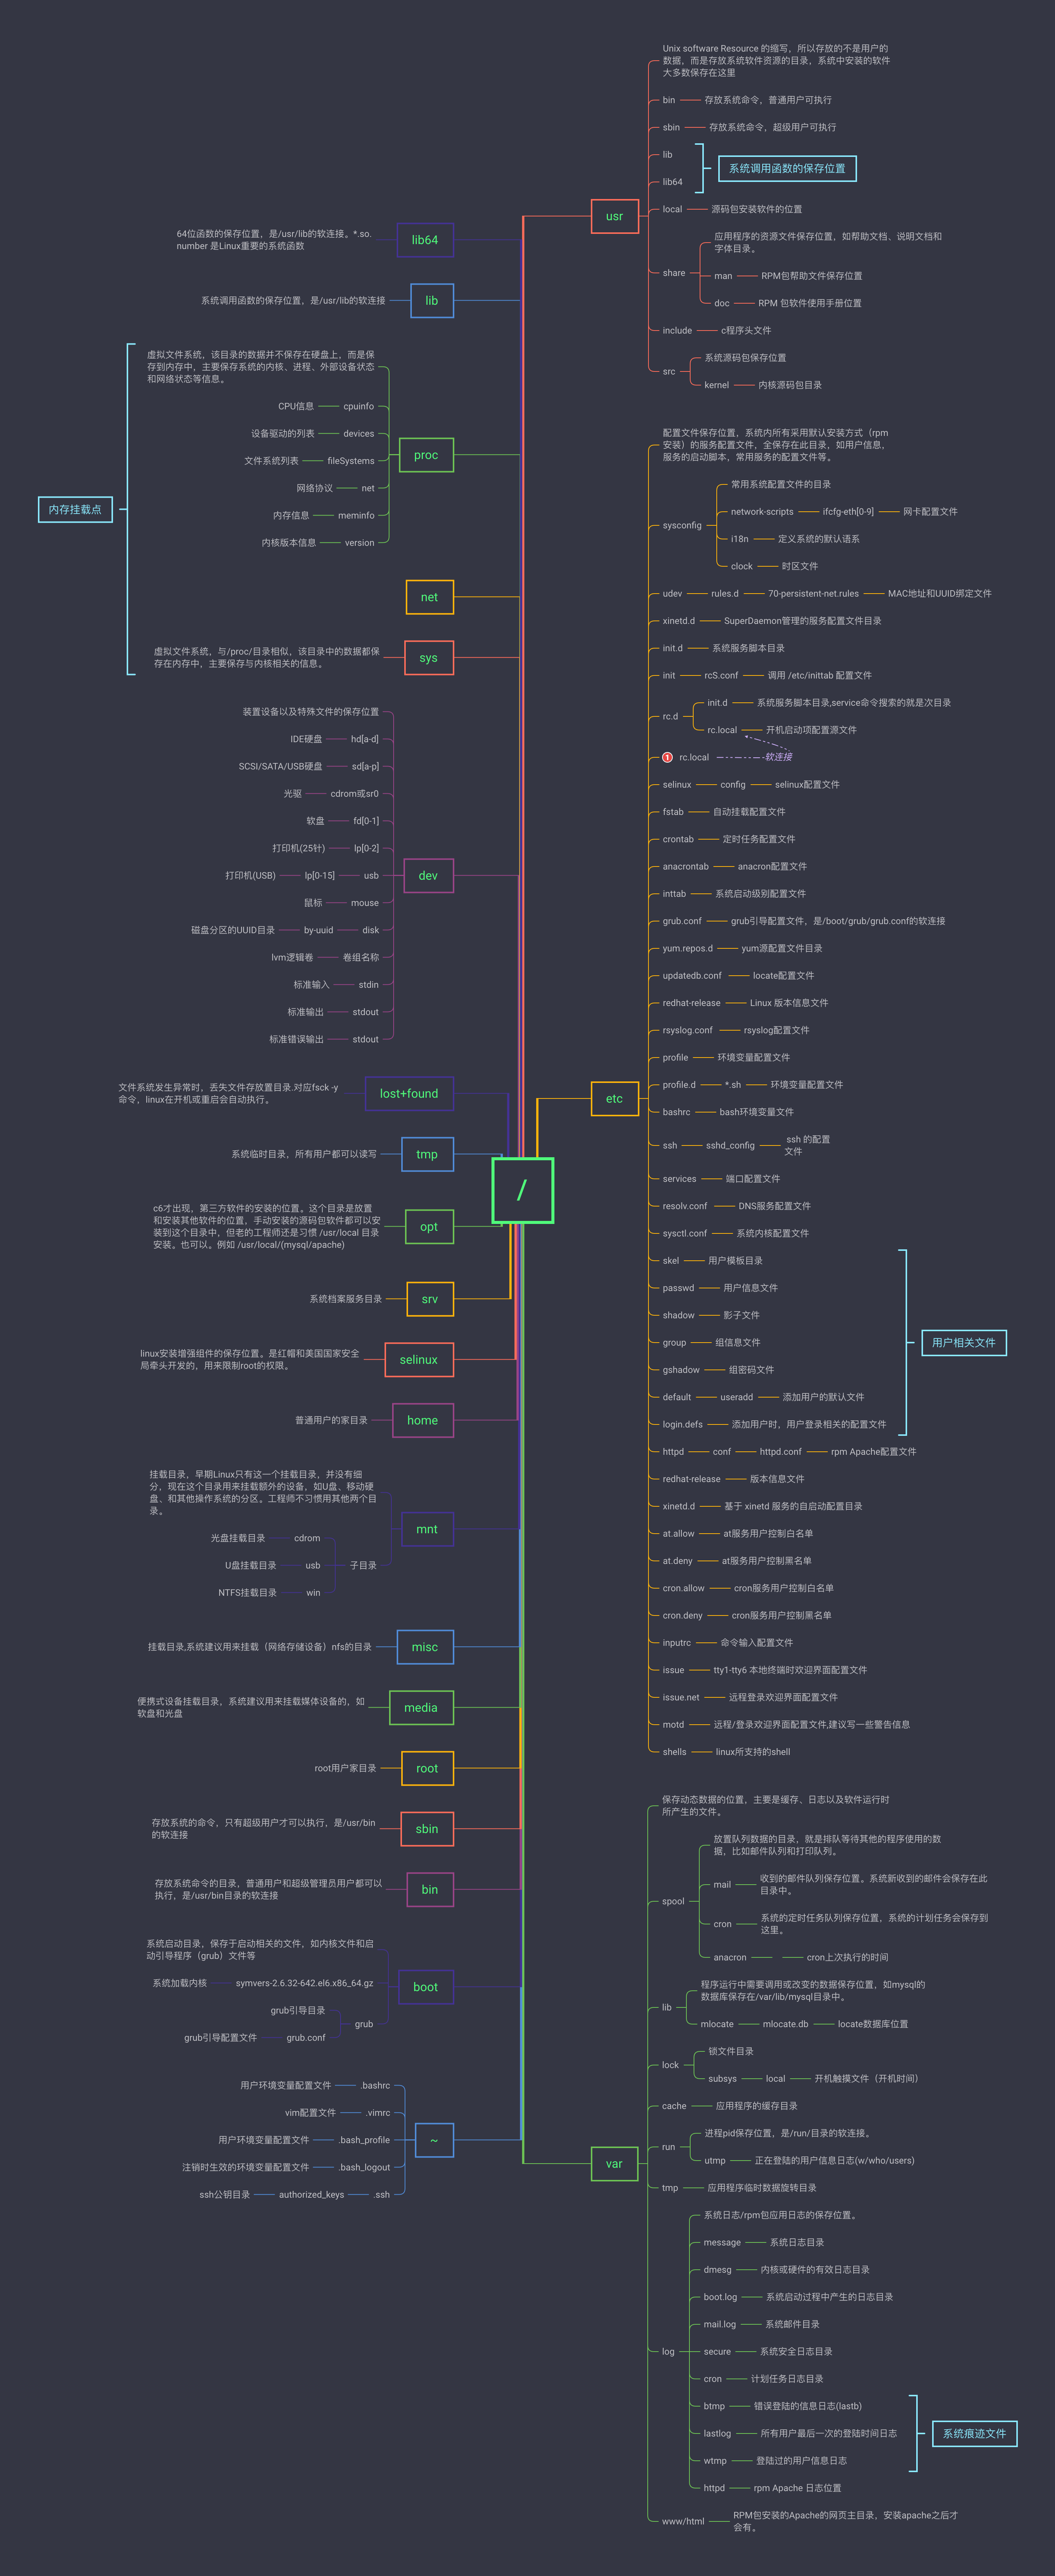 /
usr
Unix software Resource 的缩写，所以存放的不是用户的
数据，而是存放系统软件资源的目录，系统中安装的软件
大多数保存在这里
bin 存放系统命令，普通用户可执行
sbin 存放系统命令，超级用户可执行
lib
lib64
系统调用函数的保存位置
local 源码包安装软件的位置
share
应用程序的资源文件保存位置，如帮助文档、说明文档和
字体目录。
man RPM包帮助文件保存位置
doc RPM 包软件使用手册位置
include c程序头文件
src
系统源码包保存位置
kernel 内核源码包目录
etc
配置文件保存位置，系统内所有采用默认安装方式（rpm
安装）的服务配置文件，全保存在此目录，如用户信息，
服务的启动脚本，常用服务的配置文件等。
sysconfig
常用系统配置文件的目录
network-scripts ifcfg-eth[0-9] 网卡配置文件
i18n 定义系统的默认语系
clock 时区文件
udev rules.d 70-persistent-net.rules MAC地址和UUID绑定文件
xinetd.d SuperDaemon管理的服务配置文件目录
init.d 系统服务脚本目录
init rcS.conf 调用 /etc/inittab 配置文件
rc.d
init.d 系统服务脚本目录,service命令搜索的就是次目录
rc.local 开机启动项配置源文件
1 rc.local 软连接
selinux config selinux配置文件
fstab 自动挂载配置文件
crontab 定时任务配置文件
anacrontab anacron配置文件
inttab 系统启动级别配置文件
grub.conf grub引导配置文件，是/boot/grub/grub.conf的软连接
yum.repos.d yum源配置文件目录
updatedb.conf locate配置文件
redhat-release Linux 版本信息文件
rsyslog.conf rsyslog配置文件
profile 环境变量配置文件
profile.d *.sh 环境变量配置文件
bashrc bash环境变量文件
ssh sshd_config ssh 的配置
文件
services 端口配置文件
resolv.conf DNS服务配置文件
sysctl.conf 系统内核配置文件
skel 用户模板目录
passwd 用户信息文件
shadow 影子文件
group 组信息文件
gshadow 组密码文件
default useradd 添加用户的默认文件
login.defs 添加用户时，用户登录相关的配置文件
用户相关文件
httpd conf httpd.conf rpm Apache配置文件
redhat-release 版本信息文件
xinetd.d 基于 xinetd 服务的自启动配置目录
at.allow at服务用户控制白名单
at.deny at服务用户控制黑名单
cron.allow cron服务用户控制白名单
cron.deny cron服务用户控制黑名单
inputrc 命令输入配置文件
issue tty1-tty6 本地终端时欢迎界面配置文件
issue.net 远程登录欢迎界面配置文件
motd 远程/登录欢迎界面配置文件,建议写一些警告信息
shells linux所支持的shell
var
保存动态数据的位置，主要是缓存、日志以及软件运行时
所产生的文件。
spool
放置队列数据的目录，就是排队等待其他的程序使用的数
据，比如邮件队列和打印队列。
mail 收到的邮件队列保存位置。系统新收到的邮件会保存在此
目录中。
cron 系统的定时任务队列保存位置，系统的计划任务会保存到
这里。
anacron cron上次执行的时间
lib
程序运行中需要调用或改变的数据保存位置，如mysql的
数据库保存在/var/lib/mysql目录中。
mlocate mlocate.db locate数据库位置
lock
锁文件目录
subsys local 开机触摸文件（开机时间）
cache 应用程序的缓存目录
run
进程pid保存位置，是/run/目录的软连接。
utmp 正在登陆的用户信息日志(w/who/users)
tmp 应用程序临时数据旋转目录
log
系统日志/rpm包应用日志的保存位置。
message 系统日志目录
dmesg 内核或硬件的有效日志目录
boot.log 系统启动过程中产生的日志目录
mail.log 系统邮件目录
secure 系统安全日志目录
cron 计划任务日志目录
btmp 错误登陆的信息日志(lastb)
lastlog 所有用户最后一次的登陆时间日志
wtmp 登陆过的用户信息日志
系统痕迹文件
httpd rpm Apache 日志位置
www/html RPM包安装的Apache的网页主目录，安装apache之后才
会有。
lib64
64位函数的保存位置，是/usr/lib的软连接。*.so.
number 是Linux重要的系统函数
lib
系统调用函数的保存位置，是/usr/lib的软连接
内存挂载点
proc
虚拟文件系统，该目录的数据并不保存在硬盘上，而是保
存到内存中，主要保存系统的内核、进程、外部设备状态
和网络状态等信息。
CPU信息 cpuinfo
设备驱动的列表 devices
文件系统列表 fileSystems
网络协议 net
内存信息 meminfo
内核版本信息 version
net
sys
虚拟文件系统，与/proc/目录相似，该目录中的数据都保
存在内存中，主要保存与内核相关的信息。
dev
装置设备以及特殊文件的保存位置
IDE硬盘 hd[a-d]
SCSI/SATA/USB硬盘 sd[a-p]
光驱 cdrom或sr0
软盘 fd[0-1]
打印机(25针) lp[0-2]
打印机(USB) lp[0-15] usb
鼠标 mouse
磁盘分区的UUID目录 by-uuid disk
lvm逻辑卷 卷组名称
标准输入 stdin
标准输出 stdout
标准错误输出 stdout
lost+found
文件系统发生异常时，丢失文件存放置目录.对应fsck -y
命令，linux在开机或重启会自动执行。
tmp
系统临时目录，所有用户都可以读写
opt
c6才出现，第三方软件的安装的位置。这个目录是放置
和安装其他软件的位置，手动安装的源码包软件都可以安
装到这个目录中，但老的工程师还是习惯 /usr/local 目录
安装。也可以。例如 /usr/local/(mysql/apache)
srv
系统档案服务目录
selinux
linux安装增强组件的保存位置。是红帽和美国国家安全
局牵头开发的，用来限制root的权限。
home
普通用户的家目录
mnt
挂载目录，早期Linux只有这一个挂载目录，并没有细
分，现在这个目录用来挂载额外的设备，如U盘、移动硬
盘、和其他操作系统的分区。工程师不习惯用其他两个目
录。
子目录
光盘挂载目录 cdrom
U盘挂载目录 usb
NTFS挂载目录 win
misc
挂载目录,系统建议用来挂载（网络存储设备）nfs的目录
media
便携式设备挂载目录，系统建议用来挂载媒体设备的，如
软盘和光盘
root
root用户家目录
sbin
存放系统的命令，只有超级用户才可以执行，是/usr/bin
的软连接
bin
存放系统命令的目录，普通用户和超级管理员用户都可以
执行，是/usr/bin目录的软连接
boot
系统启动目录，保存于启动相关的文件，如内核文件和启
动引导程序（grub）文件等
系统加载内核 symvers-2.6.32-642.el6.x86_64.gz
grub
grub引导目录
grub引导配置文件 grub.conf
~
用户环境变量配置文件 .bashrc
vim配置文件 .vimrc
用户环境变量配置文件 .bash_profile
注销时生效的环境变量配置文件 .bash_logout
ssh公钥目录 authorized_keys .ssh